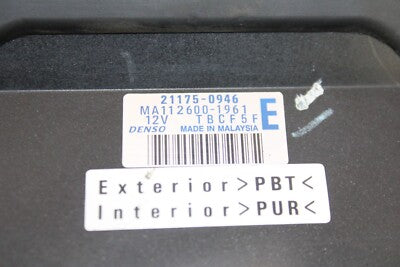 21175-0946
MA112600-1961 E
12V TBCF5F
DENSO MADE IN MALAYSIA
Exterior>PBT<
Interior>PUR<